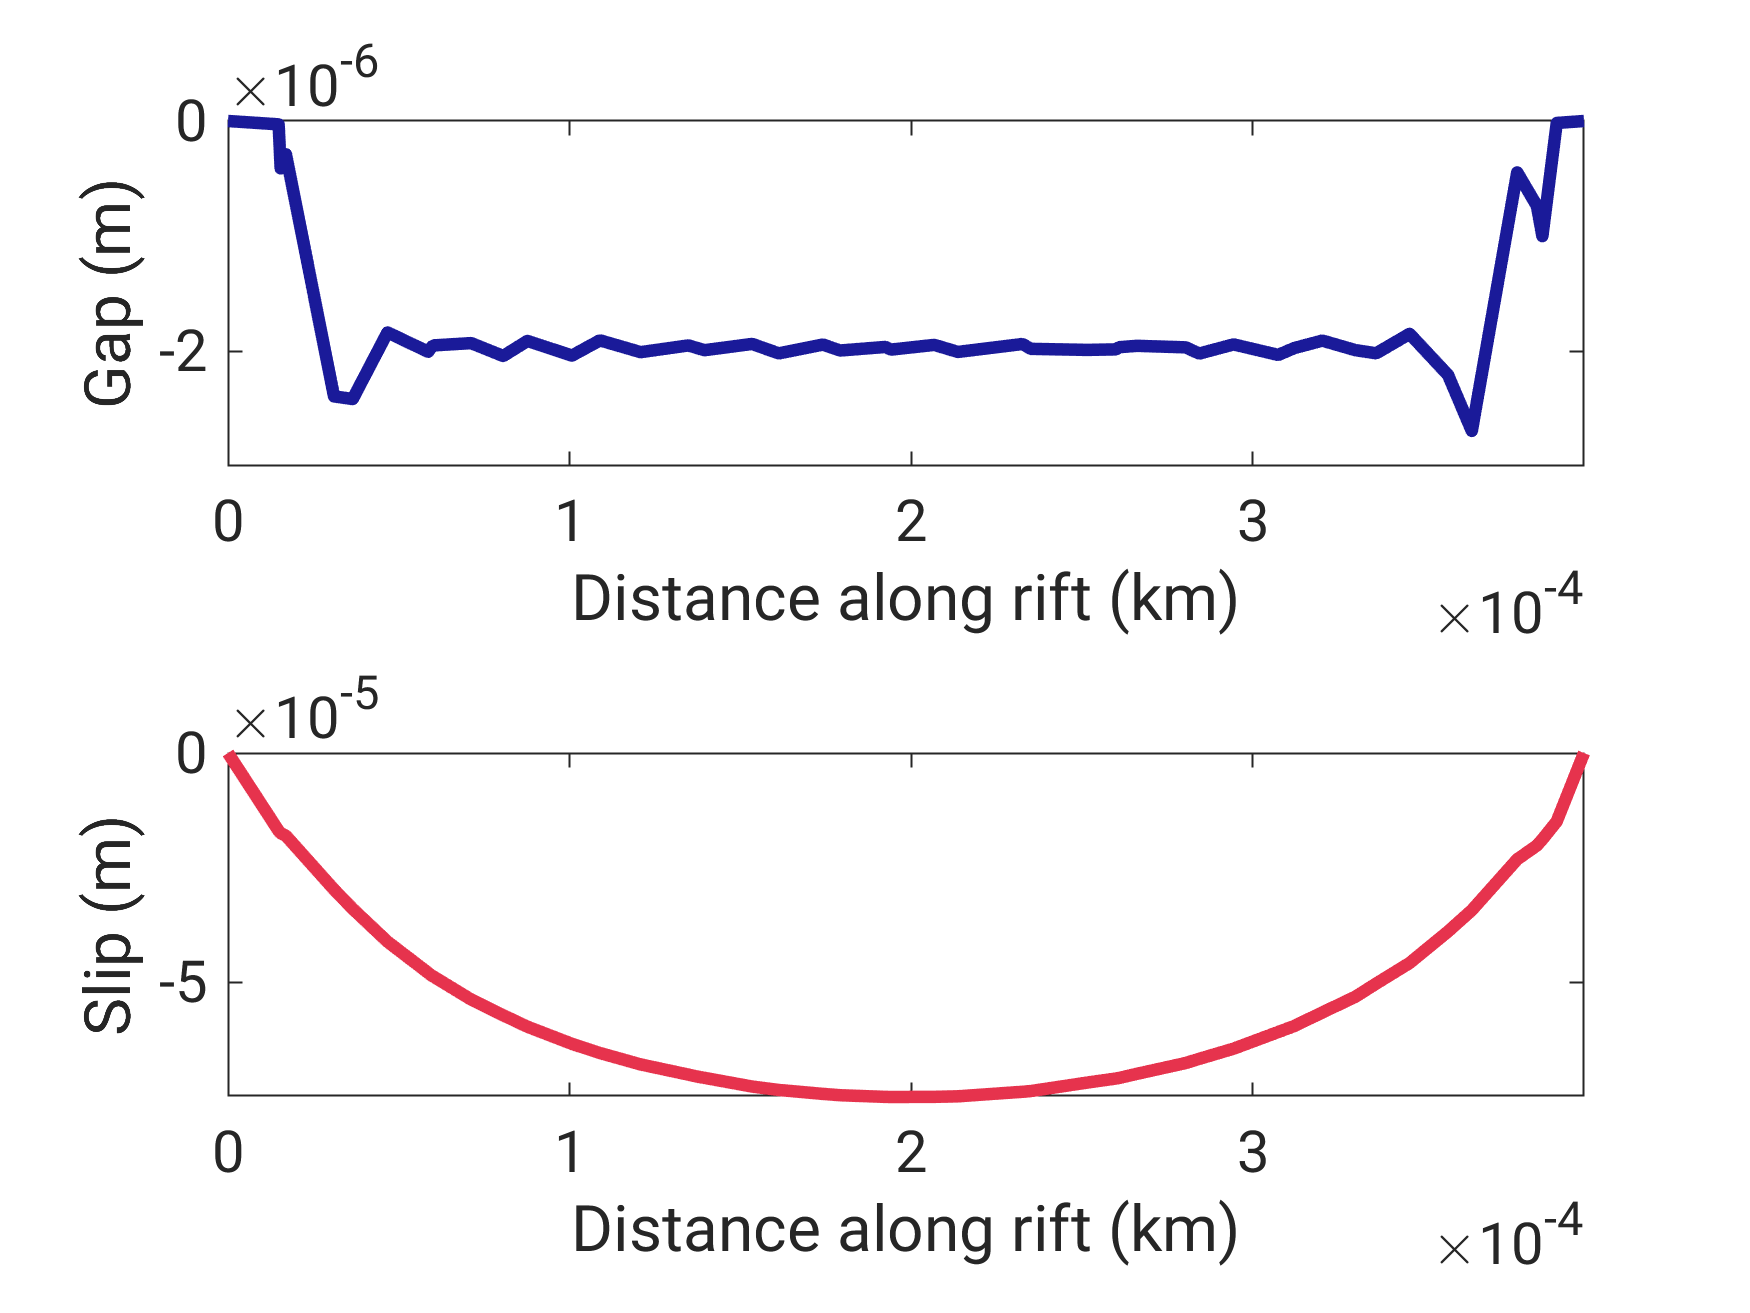 ×10-6
0
-2
Gap (m)
0 1 2 3
Distance along rift (km)
×10-4
×10-5
0
-5
Slip (m)
0 1 2 3
Distance along rift (km)
×10-4